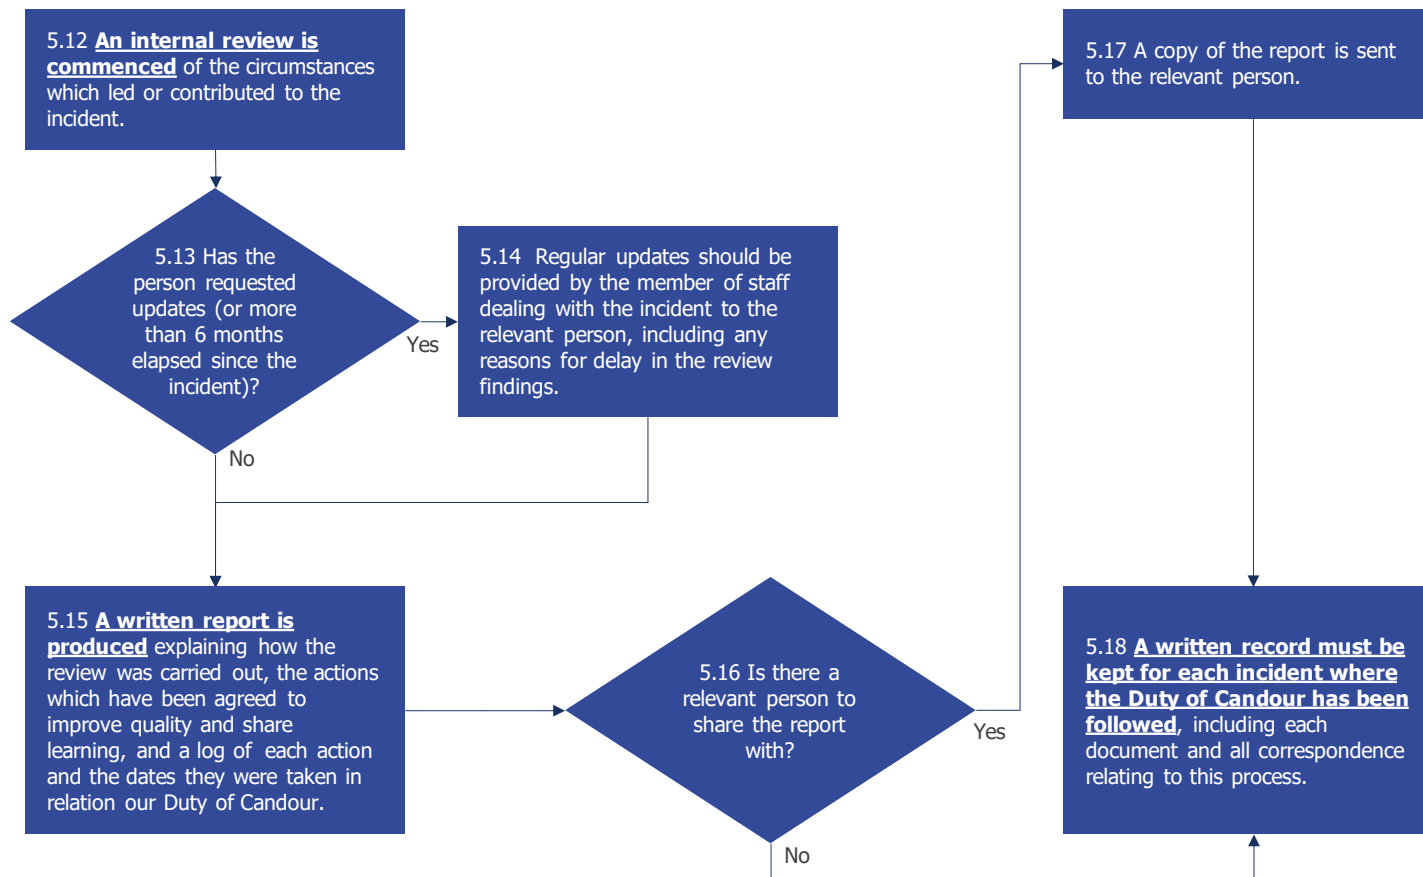 5.12 An internal review is
commenced of the circumstances
which led or contributed to the
incident.
5.13 Has the
person requested
updates (or more
than 6 months
elapsed since the
incident)?
Yes
No
5.14 Regular updates should be
provided by the member of staff
dealing with the incident to the
relevant person, including any
reasons for delay in the review
findings.
5.15 A written report is
produced explaining how the
review was carried out, the actions
which have been agreed to
improve quality and share
learning, and a log of each action
and the dates they were taken in
relation our Duty of Candour.
5.16 Is there a
relevant person to
share the report
with?
Yes
No
5.17 A copy of the report is sent
to the relevant person.
5.18 A written record must be
kept for each incident where
the Duty of Candour has been
followed, including each
document and all correspondence
relating to this process.